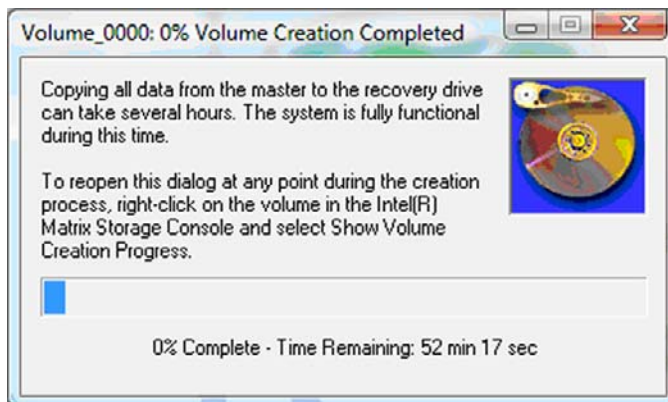 Volume_0000: 0% Volume Creation Completed
Copying all data from the master to the recovery drive
can take several hours. The system is fully functional
during this time.
To reopen this dialog at any point during the creation
process, right-click on the volume in the Intel(R)
Matrix Storage Console and select Show Volume
Creation Progress.
0% Complete - Time Remaining: 52 min 17 sec